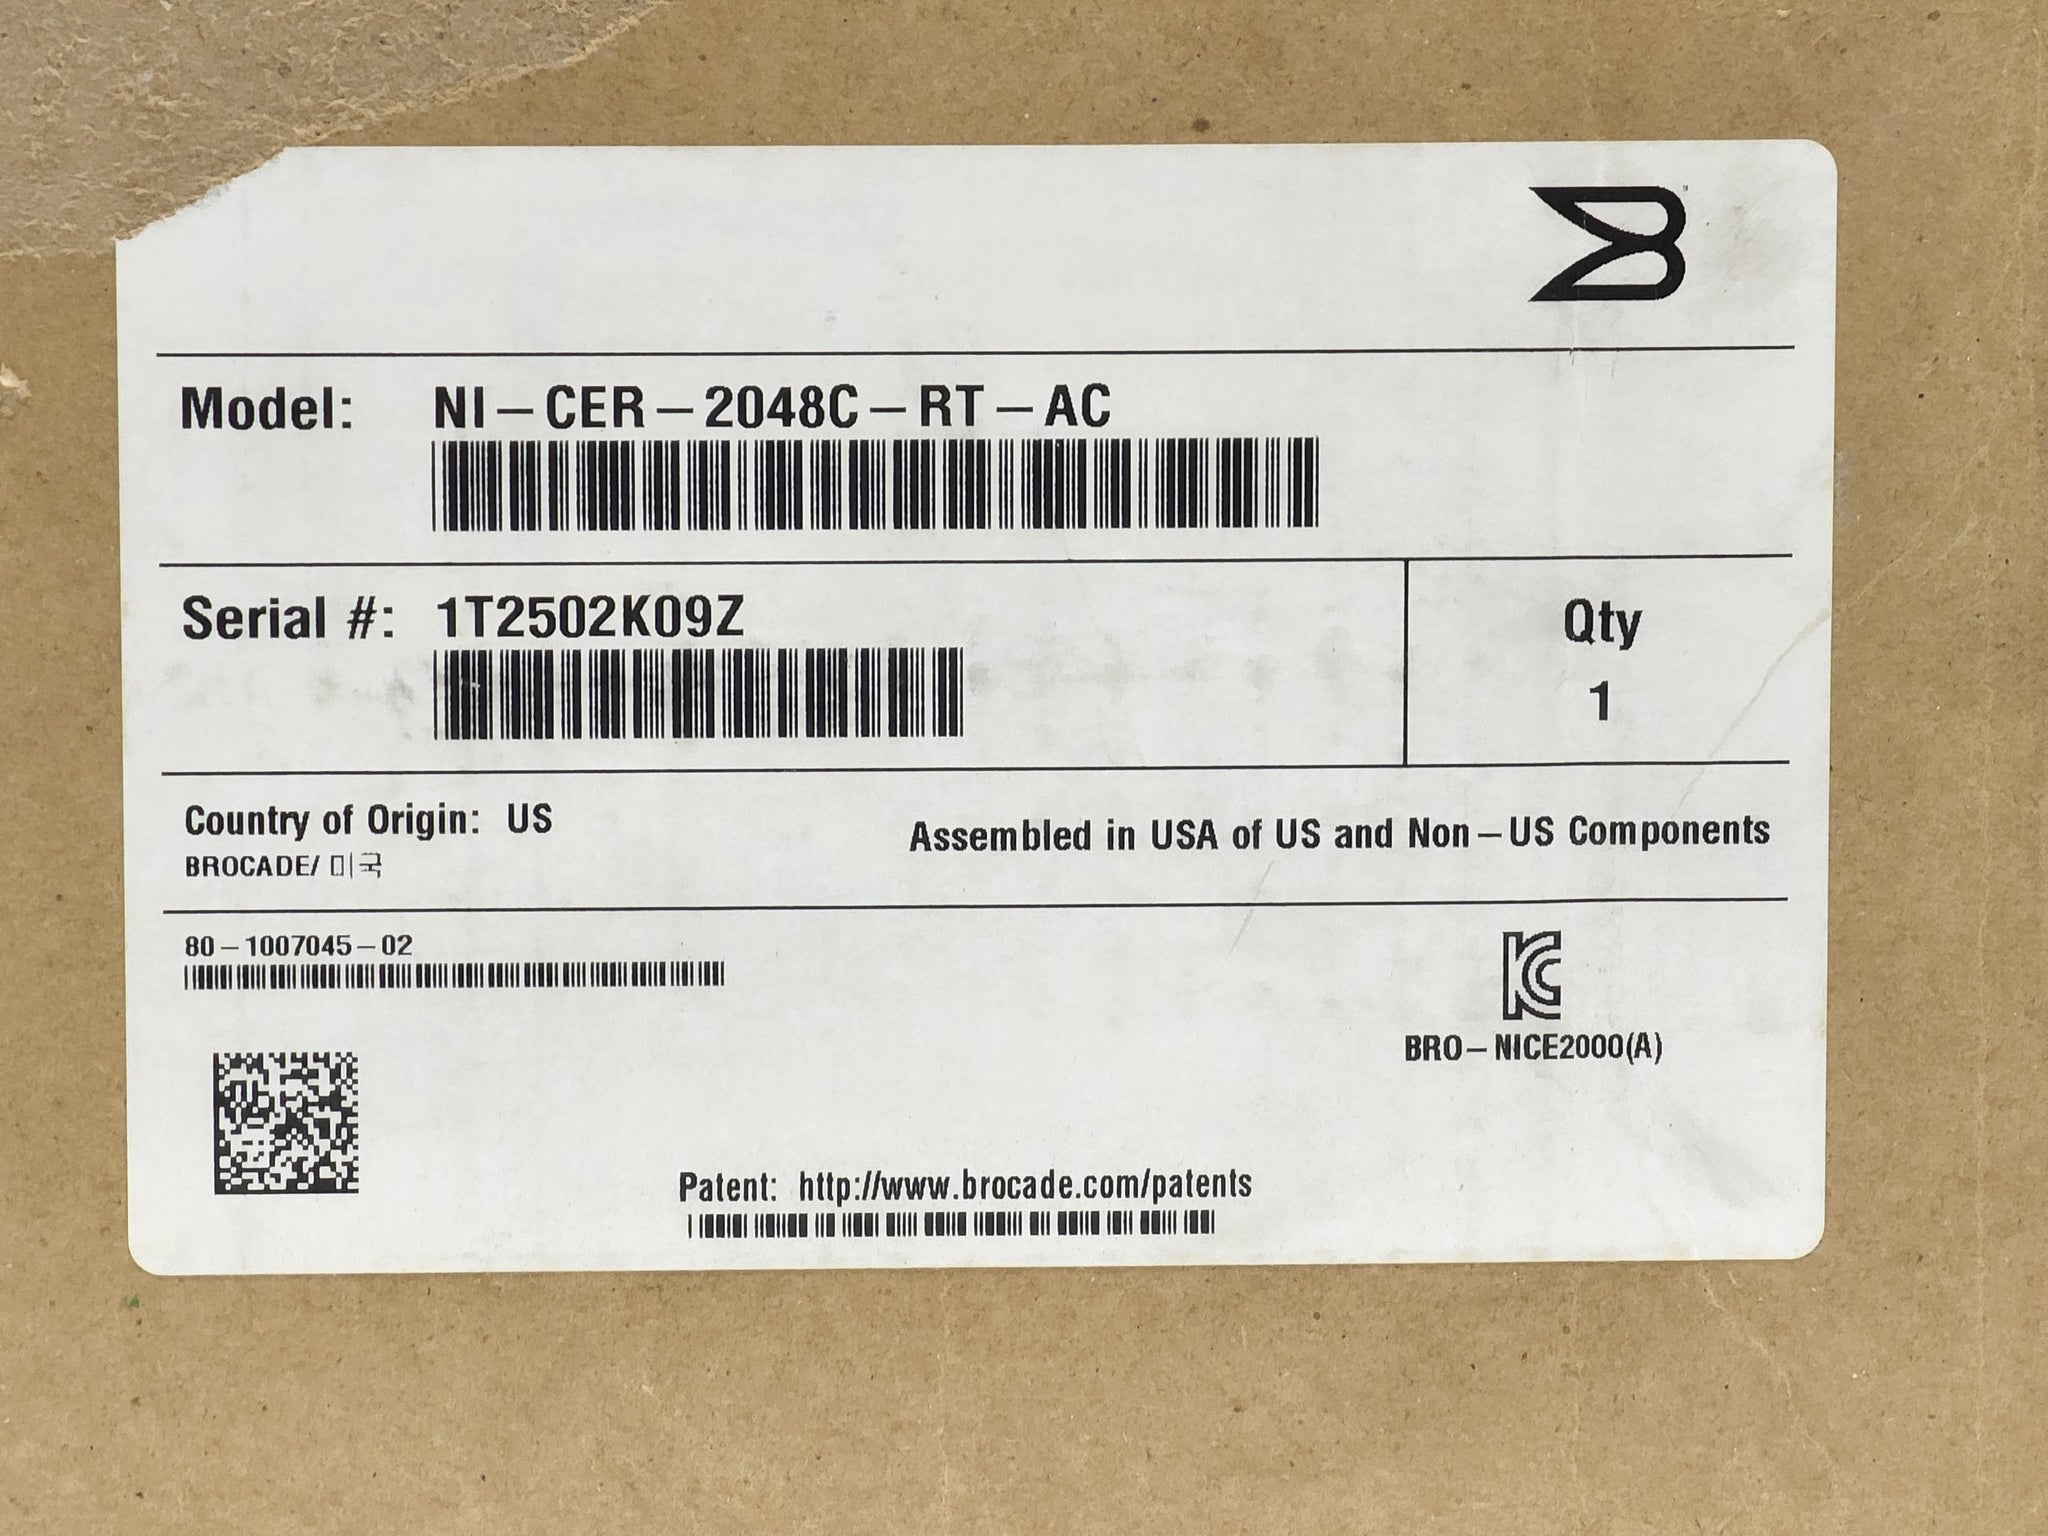 Model: NI-CER-2048C-RT-AC
Serial #: 1T2502K09Z
Qty
1
Country of Origin: US
BROCADE/ 미국
Assembled in USA of US and Non-US Components
80-1007045-02
KC
BRO-NICE2000(A)
Patent: http://www.brocade.com/patents